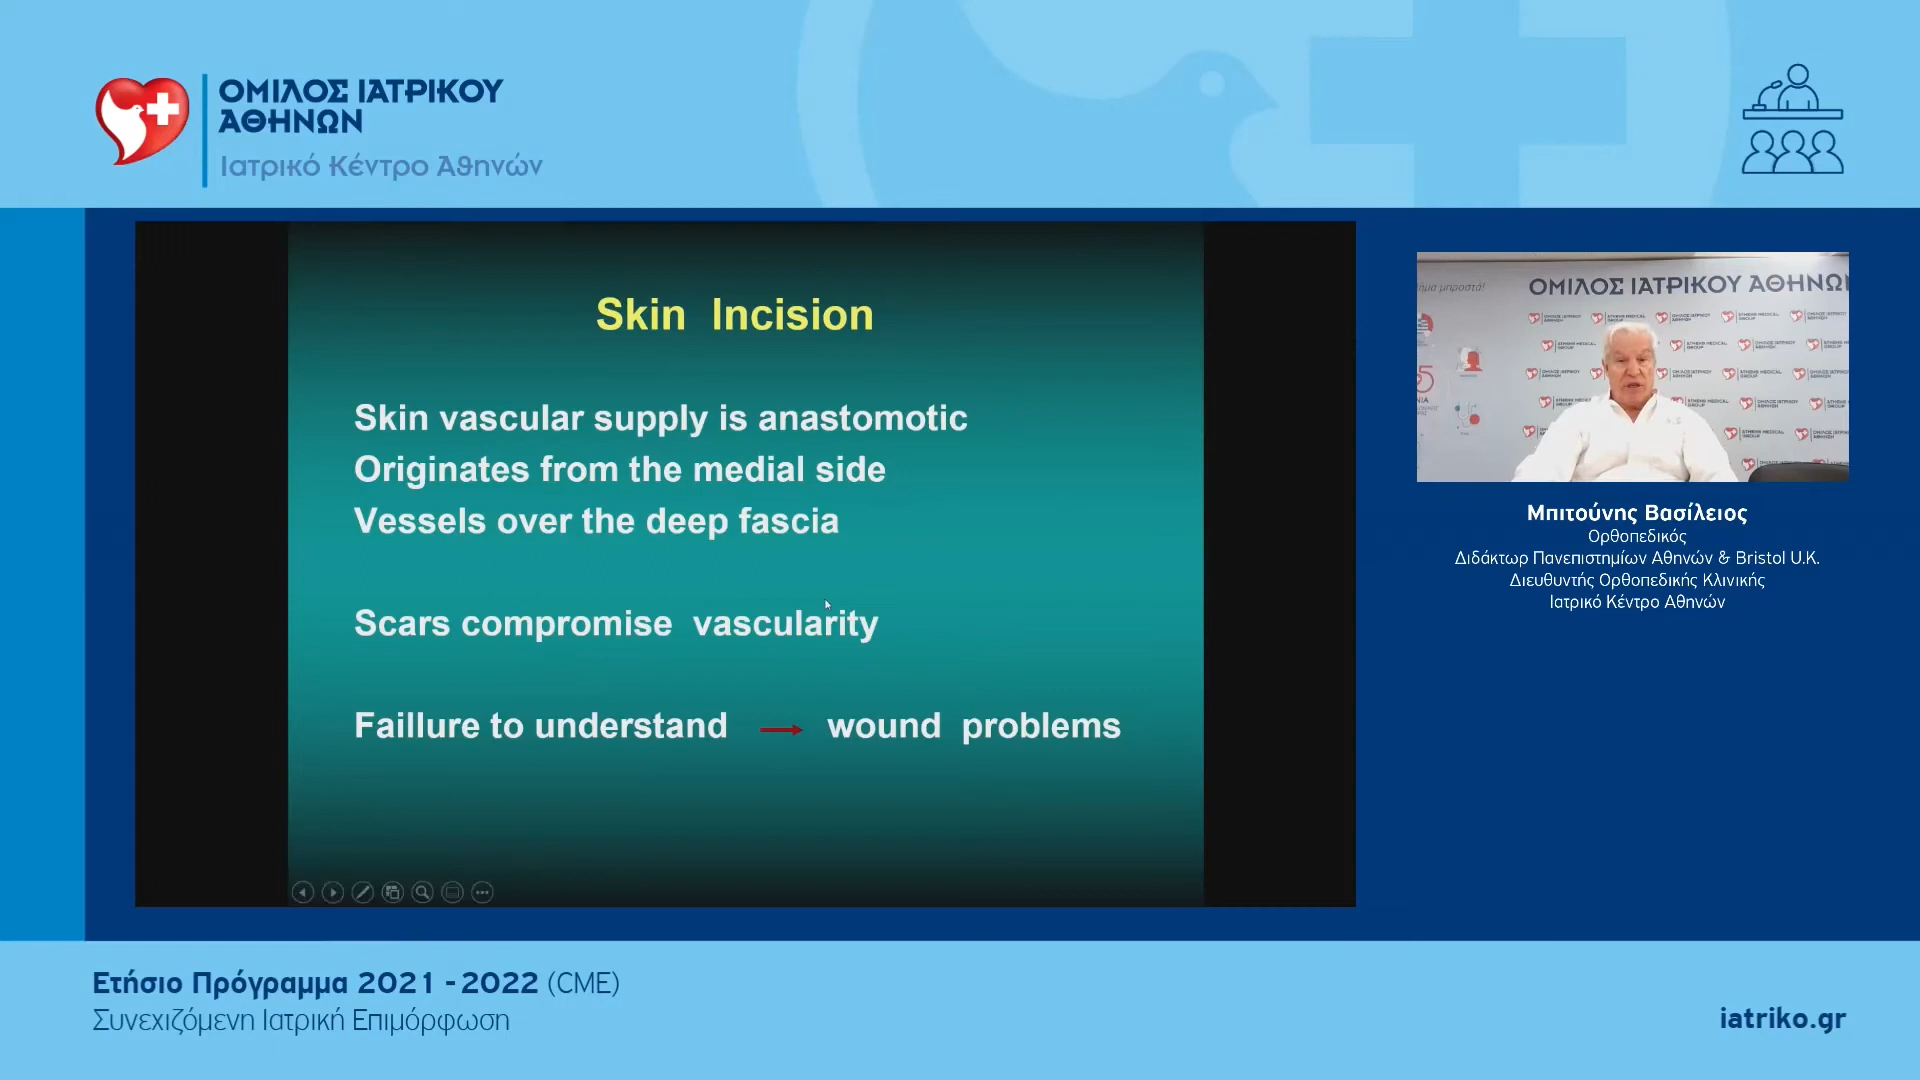 ΟΜΙΛΟΣ ΙΑΤΡΙΚΟΥ
ΑΘΗΝΩΝ
Ιατρικό Κέντρο Αθηνών
Skin Incision
Skin vascular supply is anastomotic
Originates from the medial side
Vessels over the deep fascia
Scars compromise vascularity
Faillure to understand → wound problems
ΟΜΙΛΟΣ ΙΑΤΡΙΚΟΥ ΑΘΗΝΩΝ
Μπιτούνης Βασίλειος
Ορθοπεδικός
Διδάκτωρ Πανεπιστημίων Αθηνών & Bristol U.K.
Διευθυντής Ορθοπεδικής Κλινικής
Ιατρικό Κέντρο Αθηνών
Ετήσιο Πρόγραμμα 2021 - 2022 (CME)
Συνεχιζόμενη Ιατρική Επιμόρφωση
iatriko.gr